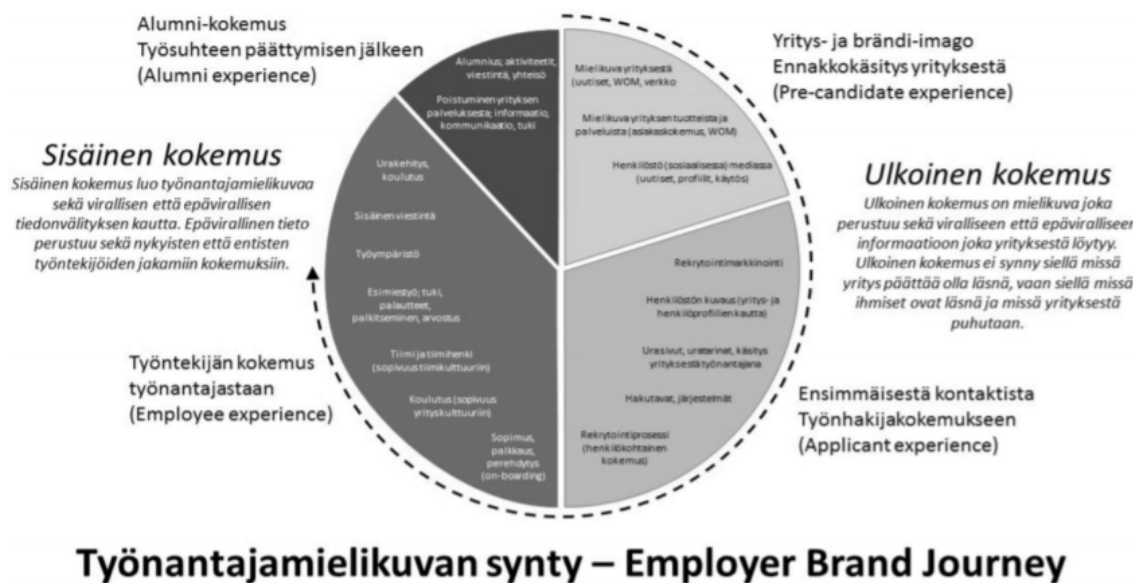 Alumni-kokemus
Työsuhteen päättymisen jälkeen
(Alumni experience)
Alumnius; aktiviteetit,
viestintä, yhteisö
Poistuminen yrityksen
palveluksesta; informaatio,
kommunikaatio, tuki
Mielikuva yrityksestä
(uutiset, WOM, verkko
Mielikuva yrityksen tuotteista ja
palveluista (asiakaskokemus, WOM)
Henkilöstö (sosiaalisessa) mediassa
(uutiset, profiilit, käytös)
Yritys- ja brändi-imago
Ennakkokäsitys yrityksestä
(Pre-candidate experience)
Sisäinen kokemus
Sisäinen kokemus luo työnantajamielikuvaa
sekä virallisen että epävirallisen
tiedonvälityksen kautta. Epävirallinen tieto
perustuu sekä nykyisten että entisten
työntekijöiden jakamiin kokemuksiin.
Urakehitys,
koulutus
Sisäinen viestintä
Työympäristö
Esimiestyö; tuki,
palautteet,
palkitseminen, arvostus
Tiimi ja tiimihenki
(sopivuus tiimikulttuuriin)
Koulutus (sopivuus
yrityskulttuuriin)
Sopimus,
palkkaus,
perehdytys
(on-boarding)
Ulkoinen kokemus
Ulkoinen kokemus on mielikuva joka
perustuu sekä viralliseen että epäviralliseen
informaatioon joka yrityksestä löytyy.
Ulkoinen kokemus ei synny siellä missä
yritys päättää olla läsnä, vaan siellä missä
ihmiset ovat läsnä ja missä yrityksestä
puhutaan.
Rekrytointimarkkinointi
Henkilöstön kuvaus (yritys- ja
henkilöprofiilien kautta)
Urasivut, uratarinat, käsitys
yrityksestä työnantajana
Hakutavat, järjestelmät
Rekrytointiprosessi
(henkilökohtainen
kokemus)
Työntekijän kokemus
työnantajastaan
(Employee experience)
Ensimmäisestä kontaktista
Työnhakijakokemukseen
(Applicant experience)
Työnantajamielikuvan synty – Employer Brand Journey